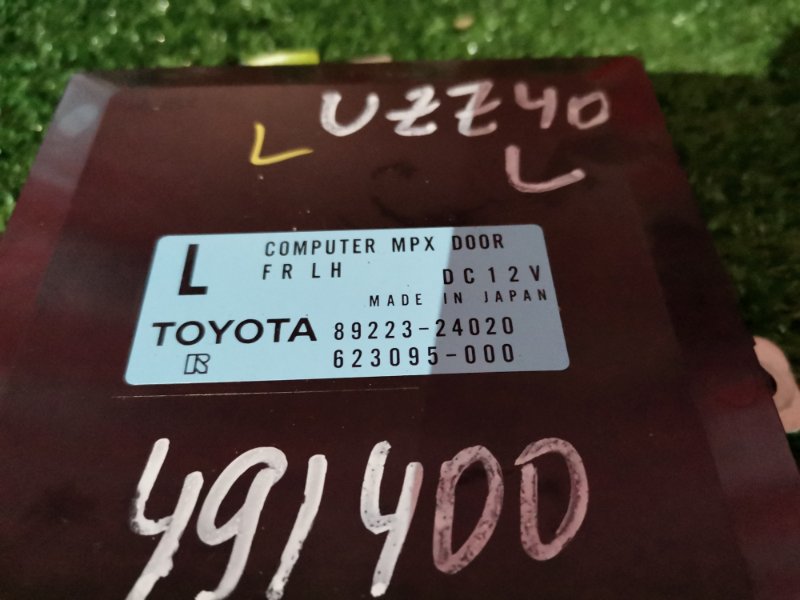 UZZ40
L
L
L COMPUTER MPX DOOR
FR LH DC12V
MADE IN JAPAN
TOYOTA 89223-24020
R 623095-000
491400